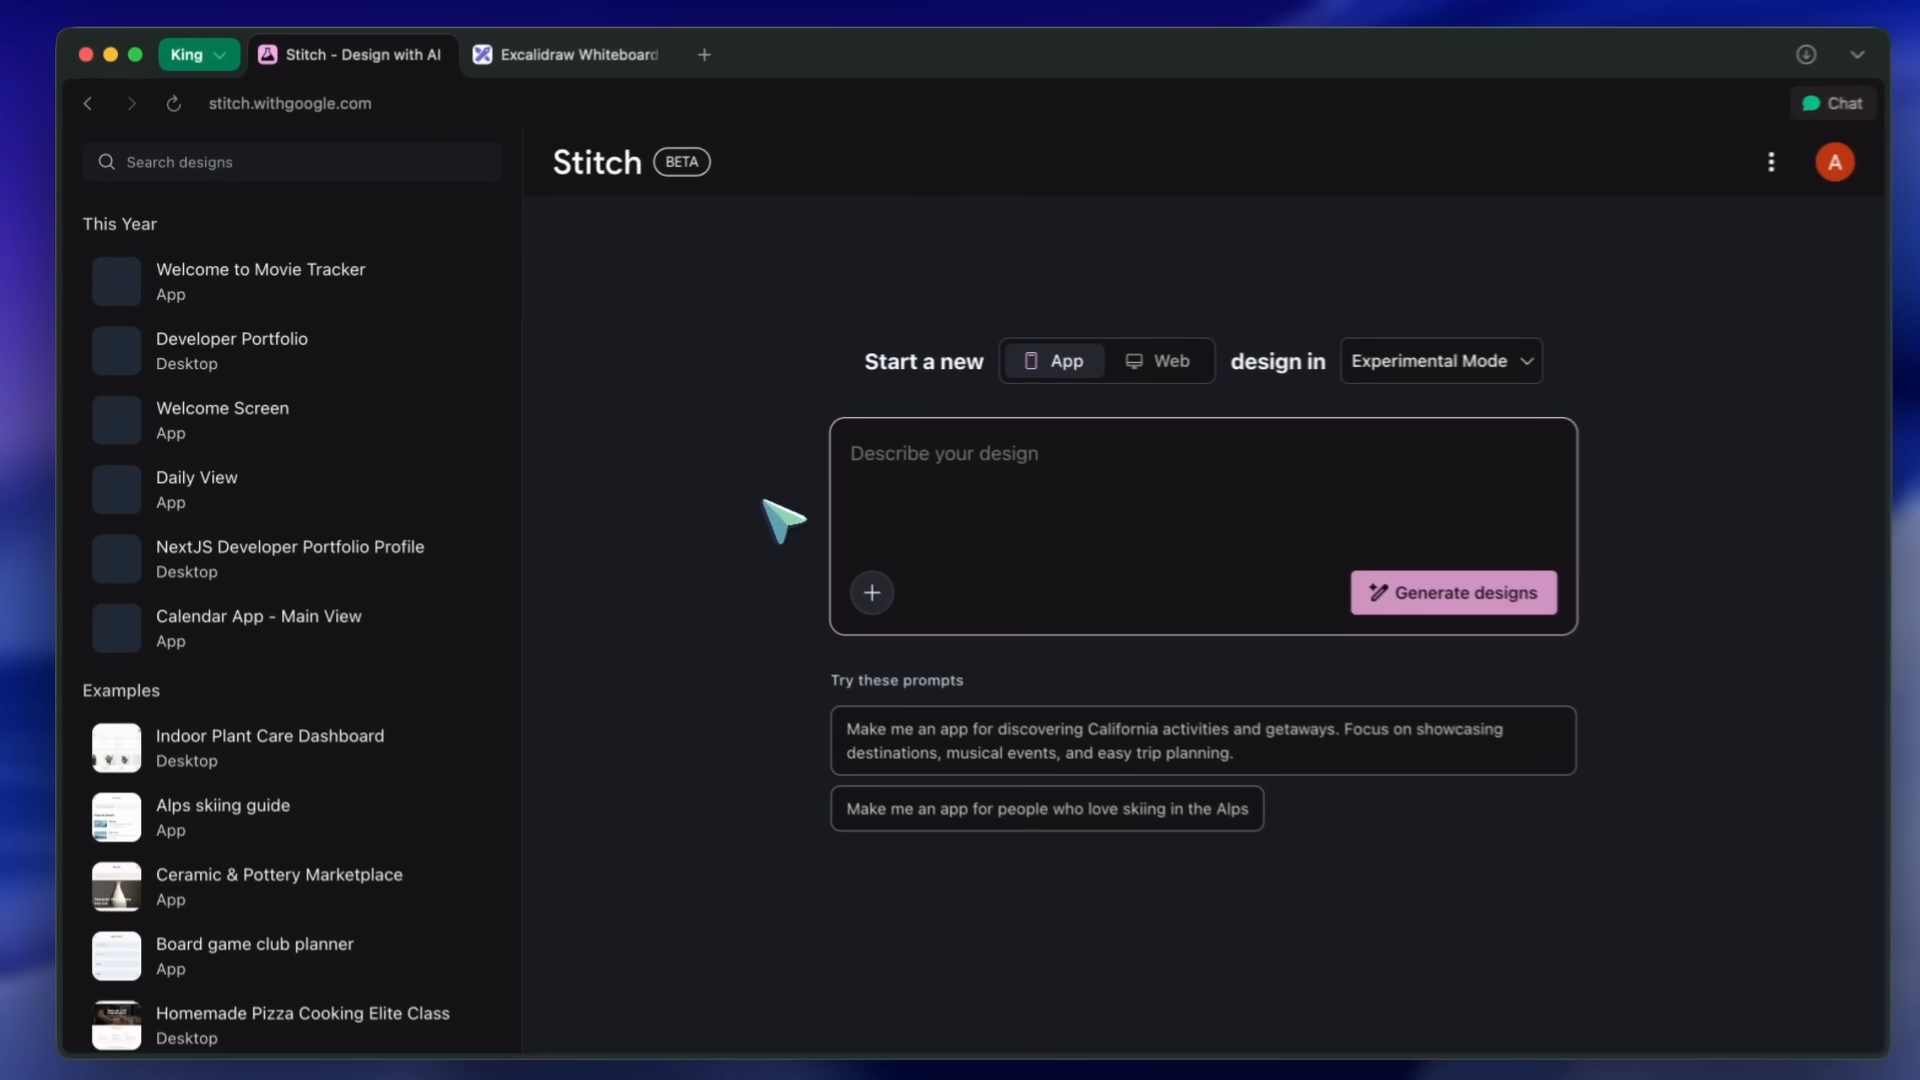 King
Stitch - Design with AI
Excalidraw Whiteboard
stitch.withgoogle.com
Chat
Search designs
Stitch
BETA
A
This Year
Welcome to Movie Tracker
App
Developer Portfolio
Desktop
Welcome Screen
App
Daily View
App
NextJS Developer Portfolio Profile
Desktop
Calendar App - Main View
App
Examples
Indoor Plant Care Dashboard
Desktop
Alps skiing guide
App
Ceramic & Pottery Marketplace
App
Board game club planner
App
Homemade Pizza Cooking Elite Class
Desktop
Start a new App Web design in Experimental Mode
Describe your design
Generate designs
Try these prompts
Make me an app for discovering California activities and getaways. Focus on showcasing
destinations, musical events, and easy trip planning.
Make me an app for people who love skiing in the Alps